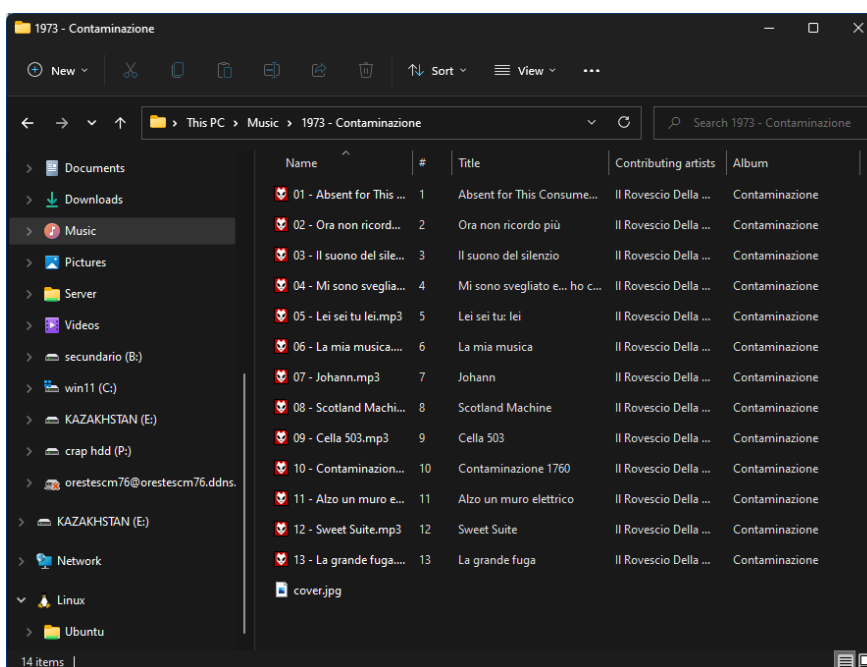 1973 - Contaminazione
New Sort View
This PC Music 1973 - Contaminazione Search 1973 - Contaminazione
Name # Title Contributing artists Album
Documents
Downloads
Music
Pictures
Server
Videos
secundario (B:)
win11 (C:)
KAZAKHSTAN (E:)
crap hdd (P:)
orestescm76@orestescm76.ddns.
KAZAKHSTAN (E:)
Network
Linux
Ubuntu
01 - Absent for This ... 1 Absent for This Consume... Il Rovescio Della ... Contaminazione
02 - Ora non ricord... 2 Ora non ricordo più Il Rovescio Della ... Contaminazione
03 - Il suono del sile... 3 Il suono del silenzio Il Rovescio Della ... Contaminazione
04 - Mi sono sveglia... 4 Mi sono svegliato e... ho c... Il Rovescio Della ... Contaminazione
05 - Lei sei tu lei.mp3 5 Lei sei tu: lei Il Rovescio Della ... Contaminazione
06 - La mia musica.... 6 La mia musica Il Rovescio Della ... Contaminazione
07 - Johann.mp3 7 Johann Il Rovescio Della ... Contaminazione
08 - Scotland Machi... 8 Scotland Machine Il Rovescio Della ... Contaminazione
09 - Cella 503.mp3 9 Cella 503 Il Rovescio Della ... Contaminazione
10 - Contaminazion... 10 Contaminazione 1760 Il Rovescio Della ... Contaminazione
11 - Alzo un muro e... 11 Alzo un muro elettrico Il Rovescio Della ... Contaminazione
12 - Sweet Suite.mp3 12 Sweet Suite Il Rovescio Della ... Contaminazione
13 - La grande fuga.... 13 La grande fuga Il Rovescio Della ... Contaminazione
cover.jpg
14 items